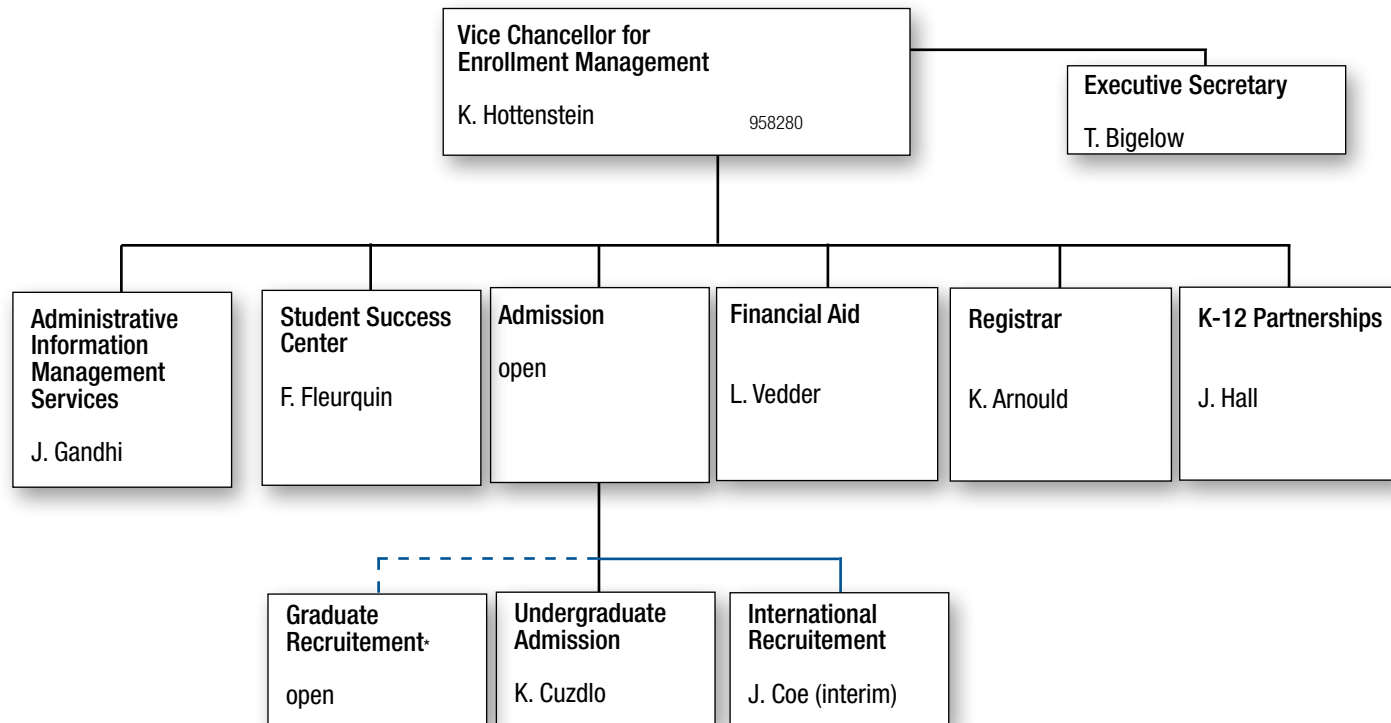 Vice Chancellor for
Enrollment Management
K. Hottenstein
958280
Executive Secretary
T. Bigelow
Administrative
Information
Management
Services
J. Gandhi
Student Success
Center
F. Fleurquin
Admission
open
Financial Aid
L. Vedder
Registrar
K. Arnould
K-12 Partnerships
J. Hall
Graduate
Recruitement*
open
Undergraduate
Admission
K. Cuzdlo
International
Recruitement
J. Coe (interim)